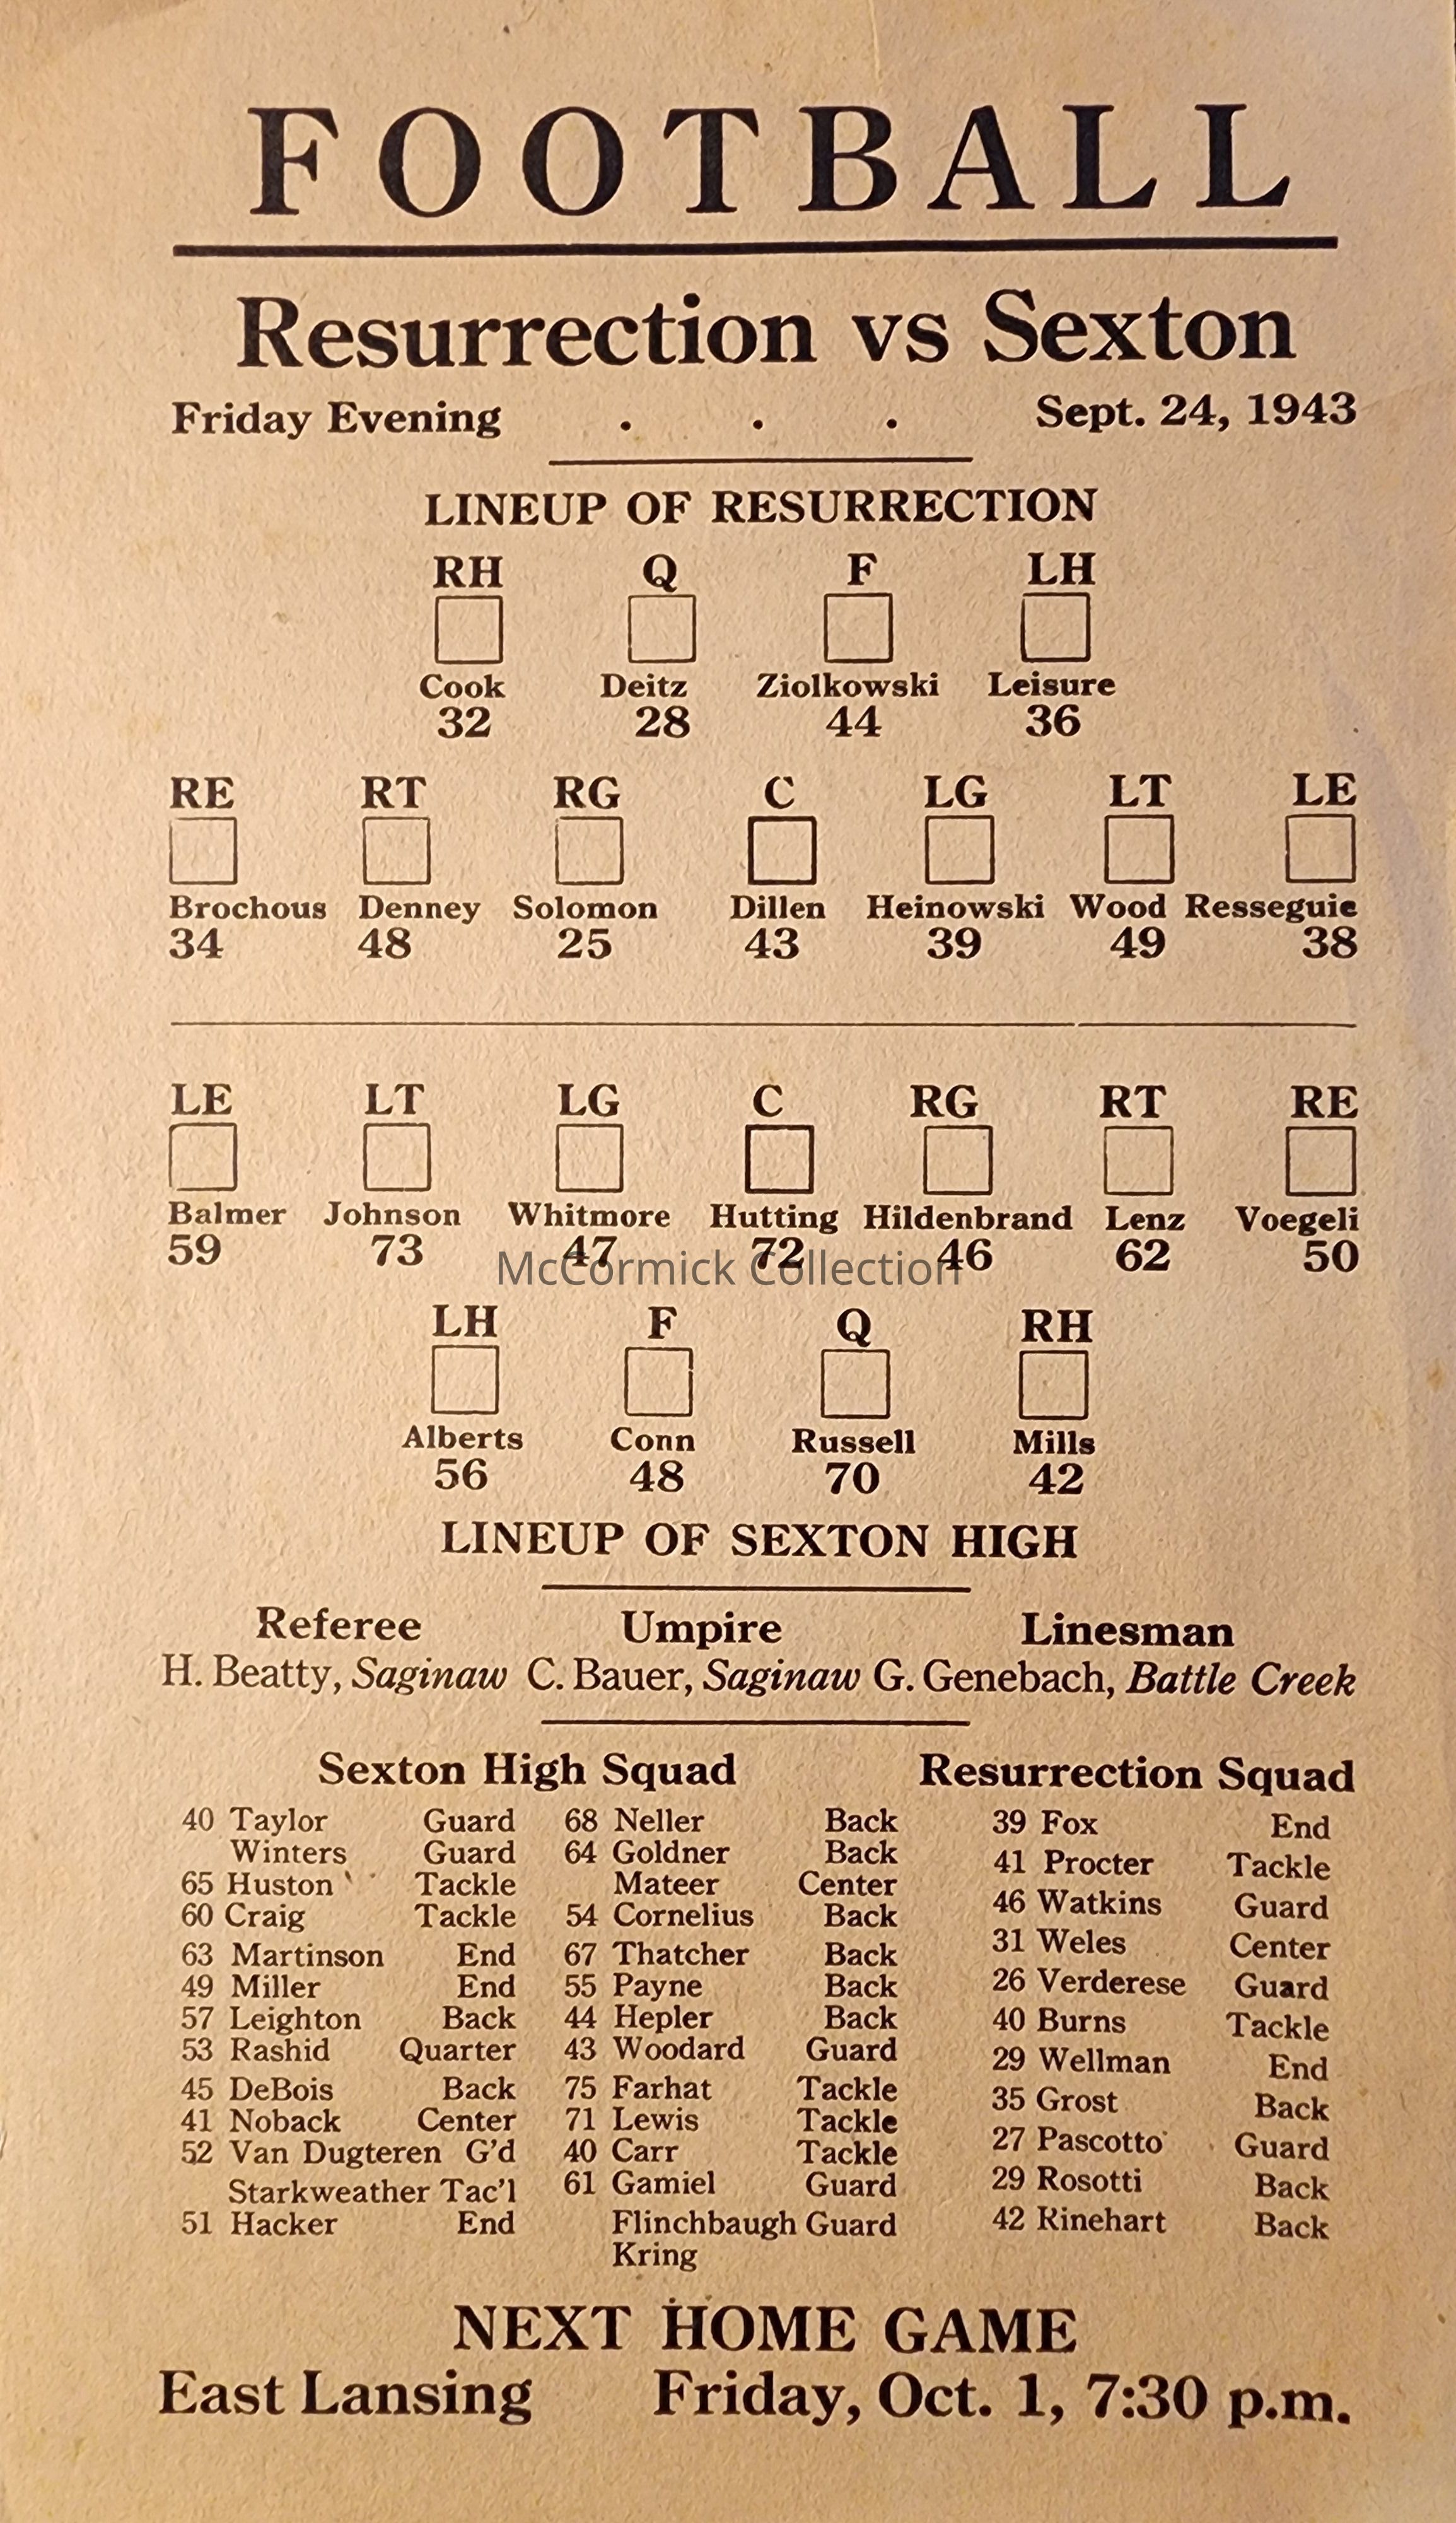 FOOTBALL
Resurrection vs Sexton
Friday Evening . . . Sept. 24, 1943
LINEUP OF RESURRECTION
RH Q F LH
Cook Deitz Ziolkowski Leisure
32 28 44 36
RE RT RG C LG LT LE
Brochous Denney Solomon Dillen Heinowski Wood Resseguie
34 48 25 43 39 49 38
LE LT LG C RG RT RE
Balmer Johnson Whitmore Hutting Hildenbrand Lenz Voegeli
59 73 47 72 46 62 50
McCormick Collection
LH F Q RH
Alberts Conn Russell Mills
56 48 70 42
LINEUP OF SEXTON HIGH
Referee Umpire Linesman
H. Beatty, Saginaw C. Bauer, Saginaw G. Genebach, Battle Creek
Sexton High Squad
40 Taylor Guard
Winters Guard
65 Huston Tackle
60 Craig Tackle
63 Martinson End
49 Miller End
57 Leighton Back
53 Rashid Quarter
45 DeBois Back
41 Noback Center
52 Van Dugteren G'd
Starkweather Tac'l
51 Hacker End
68 Neller Back
64 Goldner Back
Mateer Center
54 Cornelius Back
67 Thatcher Back
55 Payne Back
44 Hepler Back
43 Woodard Guard
75 Farhat Tackle
71 Lewis Tackle
40 Carr Tackle
61 Gamiel Guard
Flinchbaugh Guard
Kring
Resurrection Squad
39 Fox End
41 Procter Tackle
46 Watkins Guard
31 Weles Center
26 Verderese Guard
40 Burns Tackle
29 Wellman End
35 Grost Back
27 Pascotto Guard
29 Rosotti Back
42 Rinehart Back
NEXT HOME GAME
East Lansing Friday, Oct. 1, 7:30 p.m.